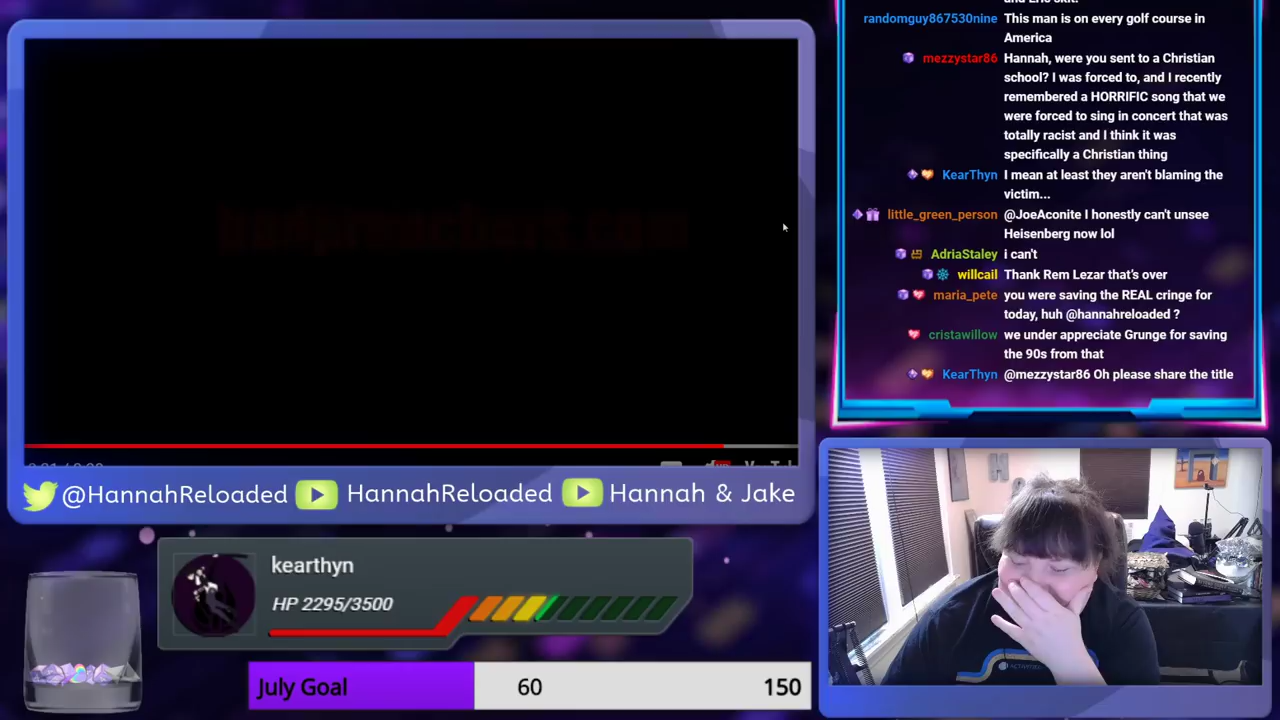 and Eric skit.
randomguy867530nine This man is on every golf course in
America
mezzystar86 Hannah, were you sent to a Christian
school? I was forced to, and I recently
remembered a HORRIFIC song that we
were forced to sing in concert that was
totally racist and I think it was
specifically a Christian thing
KearThyn I mean at least they aren't blaming the
victim...
little_green_person @JoeAconite I honestly can't unsee
Heisenberg now lol
AdriaStaley i can't
willcail Thank Rem Lezar that's over
maria_pete you were saving the REAL cringe for
today, huh @hannahreloaded ?
cristawillow we under appreciate Grunge for saving
the 90s from that
KearThyn @mezzystar86 Oh please share the title
@HannahReloaded HannahReloaded Hannah & Jake
kearthyn
HP 2295/3500
July Goal 60 150